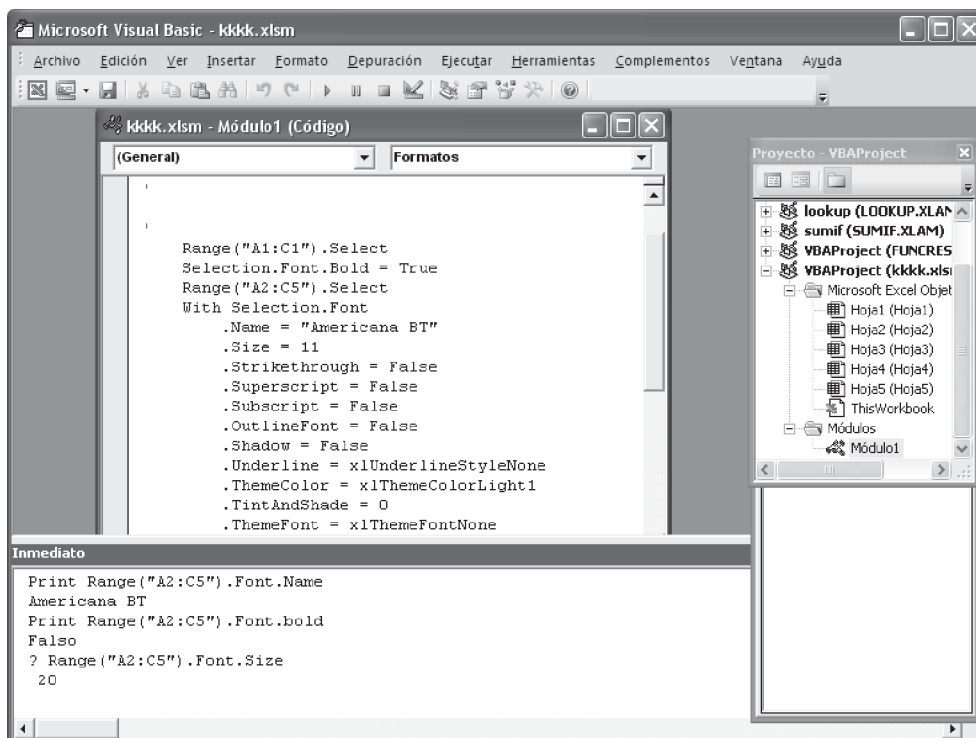 Microsoft Visual Basic - kkkk.xlsm
Archivo Edición Ver Insertar Formato Depuración Ejecutar Herramientas Complementos Ventana Ayuda
kkkk.xlsm - Módulo1 (Código)
(General) Formatos
'
'
Range("A1:C1").Select
Selection.Font.Bold = True
Range("A2:C5").Select
With Selection.Font
.Name = "Americana BT"
.Size = 11
.Strikethrough = False
.Superscript = False
.Subscript = False
.OutlineFont = False
.Shadow = False
.Underline = xlUnderlineStyleNone
.ThemeColor = xlThemeColorLight1
.TintAndShade = 0
.ThemeFont = xlThemeFontNone
Proyecto - VBAProject
lookup (LOOKUP.XLAM
sumif (SUMIF.XLAM)
VBAProject (FUNCRES
VBAProject (kkkk.xls
Microsoft Excel Objet
Hoja1 (Hoja1)
Hoja2 (Hoja2)
Hoja3 (Hoja3)
Hoja4 (Hoja4)
Hoja5 (Hoja5)
ThisWorkbook
Módulos
Módulo1
Inmediato
Print Range("A2:C5").Font.Name
Americana BT
Print Range("A2:C5").Font.bold
Falso
? Range("A2:C5").Font.Size
20